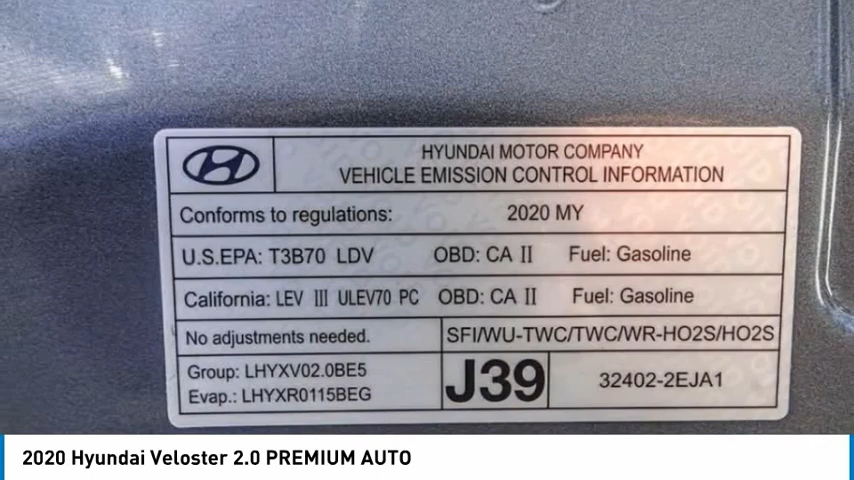 HYUNDAI MOTOR COMPANY
VEHICLE EMISSION CONTROL INFORMATION
Conforms to regulations: 2020 MY
U.S.EPA: T3B70 LDV OBD: CA II Fuel: Gasoline
California: LEV III ULEV70 PC OBD: CA II Fuel: Gasoline
No adjustments needed. SFI/WU-TWC/TWC/WR-HO2S/HO2S
Group: LHYXV02.0BE5
Evap.: LHYXR0115BEG
J39
32402-2EJA1
2020 Hyundai Veloster 2.0 PREMIUM AUTO